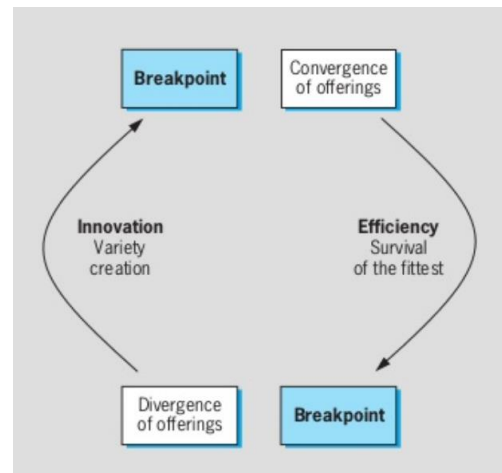 Breakpoint
Convergence
of offerings
Innovation
Variety
creation
Efficiency
Survival
of the fittest
Divergence
of offerings
Breakpoint